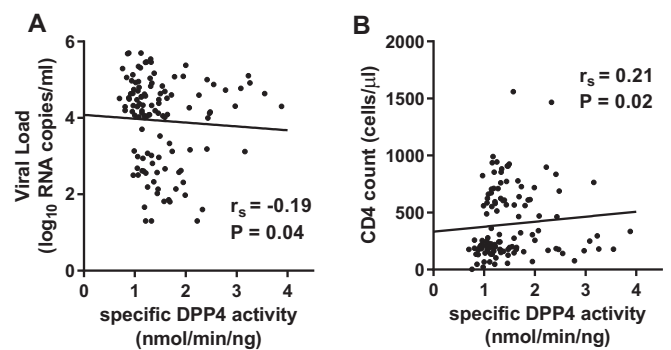 A
Viral Load
(log₁₀ RNA copies/ml)
6
4
2
0
0 1 2 3 4
rₛ = -0.19
P = 0.04
specific DPP4 activity
(nmol/min/ng)
B
CD4 count (cells/μl)
2000
1500
1000
500
0
0 1 2 3 4
rₛ = 0.21
P = 0.02
specific DPP4 activity
(nmol/min/ng)